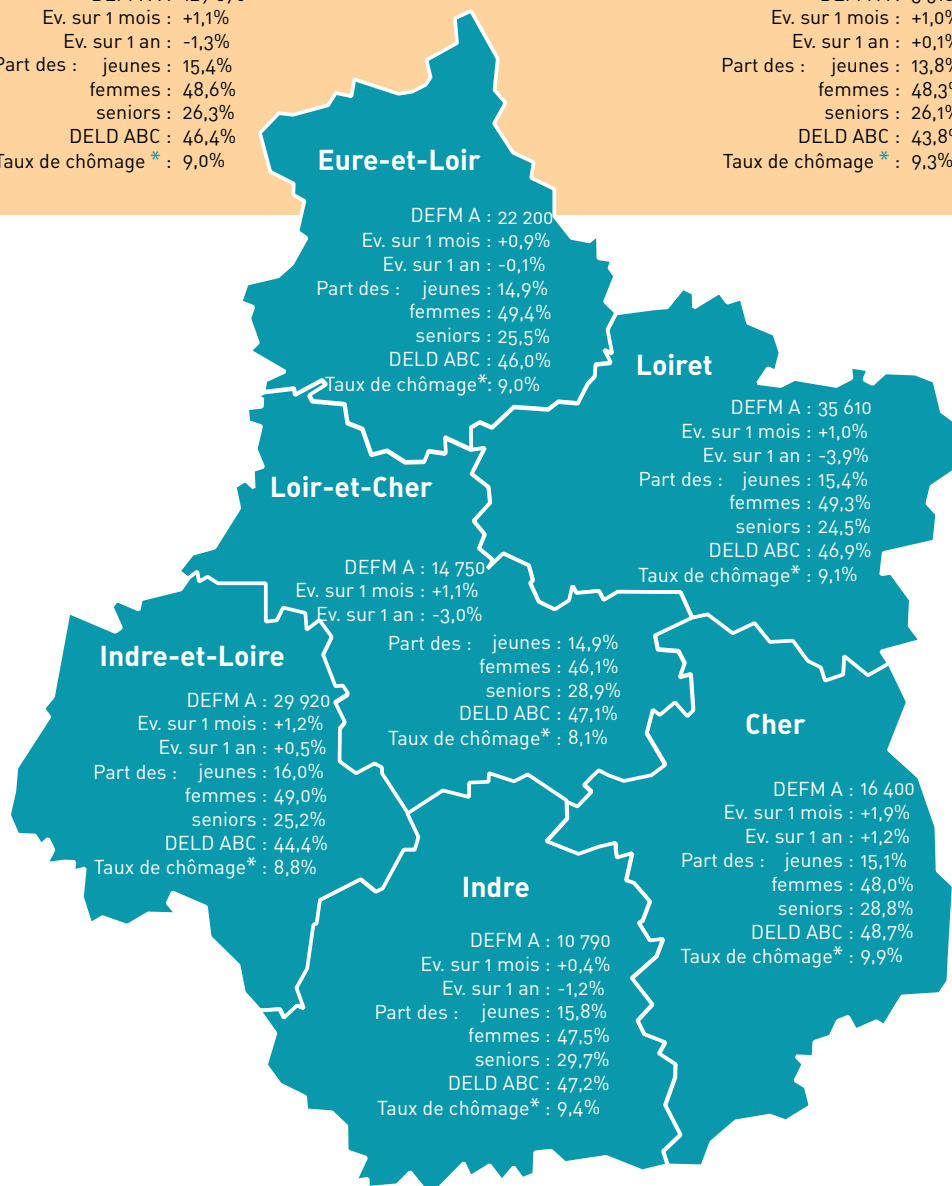 Ev. sur 1 mois : +1,1%
Ev. sur 1 an : -1,3%
Part des : jeunes : 15,4%
femmes : 48,6%
seniors : 26,3%
DELD ABC : 46,4%
Taux de chômage * : 9,0%
Ev. sur 1 mois : +1,0%
Ev. sur 1 an : +0,1%
Part des : jeunes : 13,8%
femmes : 48,3%
seniors : 26,1%
DELD ABC : 43,8%
Taux de chômage * : 9,3%
Eure-et-Loir
DEFM A : 22 200
Ev. sur 1 mois : +0,9%
Ev. sur 1 an : -0,1%
Part des : jeunes : 14,9%
femmes : 49,4%
seniors : 25,5%
DELD ABC : 46,0%
Taux de chômage* : 9,0%
Loiret
DEFM A : 35 610
Ev. sur 1 mois : +1,0%
Ev. sur 1 an : -3,9%
Part des : jeunes : 15,4%
femmes : 49,3%
seniors : 24,5%
DELD ABC : 46,9%
Taux de chômage* : 9,1%
Loir-et-Cher
DEFM A : 14 750
Ev. sur 1 mois : +1,1%
Ev. sur 1 an : -3,0%
Part des : jeunes : 14,9%
femmes : 46,1%
seniors : 28,9%
DELD ABC : 47,1%
Taux de chômage* : 8,1%
Indre-et-Loire
DEFM A : 29 920
Ev. sur 1 mois : +1,2%
Ev. sur 1 an : +0,5%
Part des : jeunes : 16,0%
femmes : 49,0%
seniors : 25,2%
DELD ABC : 44,4%
Taux de chômage* : 8,8%
Cher
DEFM A : 16 400
Ev. sur 1 mois : +1,9%
Ev. sur 1 an : +1,2%
Part des : jeunes : 15,1%
femmes : 48,0%
seniors : 28,8%
DELD ABC : 48,7%
Taux de chômage* : 9,9%
Indre
DEFM A : 10 790
Ev. sur 1 mois : +0,4%
Ev. sur 1 an : -1,2%
Part des : jeunes : 15,8%
femmes : 47,5%
seniors : 29,7%
DELD ABC : 47,2%
Taux de chômage* : 9,4%